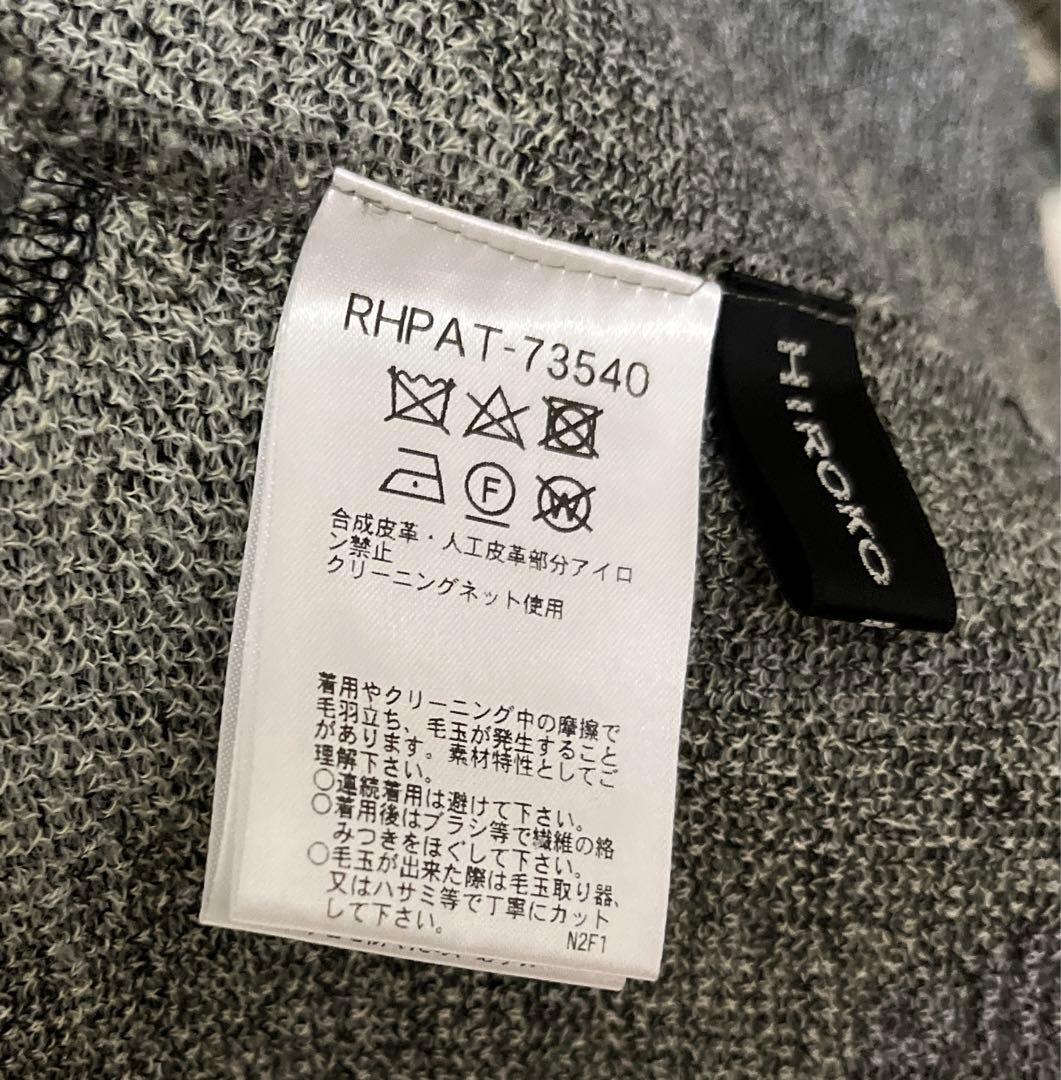 RHPAT-73540
F
W
合成皮革・人工皮革部分アイロ
ン禁止
クリーニングネット使用
着用やクリーニング中の摩擦で
毛羽立ち、毛玉が発生すること
があります。素材特性としてご
理解下さい。
○連続着用は避けて下さい。
○着用後はブラシ等で繊維の絡
みつきをほぐして下さい。
○毛玉が出来た際は毛玉取り器、
又はハサミ等で丁寧にカット
して下さい。
N2F1
HIROKO